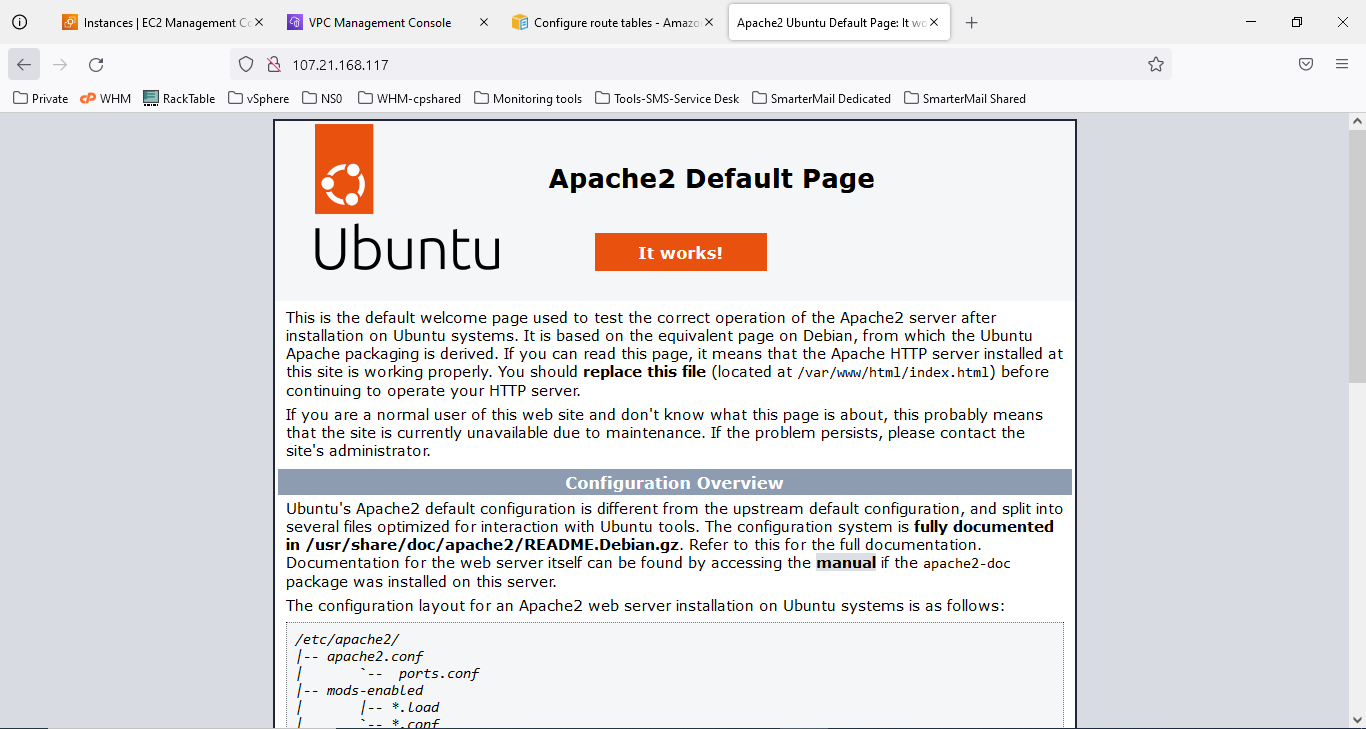 Instances | EC2 Management Co
VPC Management Console
Configure route tables - Amazo
Apache2 Ubuntu Default Page: It wo
107.21.168.117
Private
WHM
RackTable
vSphere
NS0
WHM-cpshared
Monitoring tools
Tools-SMS-Service Desk
SmarterMail Dedicated
SmarterMail Shared
Ubuntu
Apache2 Default Page
It works!
This is the default welcome page used to test the correct operation of the Apache2 server after
installation on Ubuntu systems. It is based on the equivalent page on Debian, from which the Ubuntu
Apache packaging is derived. If you can read this page, it means that the Apache HTTP server installed at
this site is working properly. You should replace this file (located at /var/www/html/index.html) before
continuing to operate your HTTP server.
If you are a normal user of this web site and don't know what this page is about, this probably means
that the site is currently unavailable due to maintenance. If the problem persists, please contact the
site's administrator.
Configuration Overview
Ubuntu's Apache2 default configuration is different from the upstream default configuration, and split into
several files optimized for interaction with Ubuntu tools. The configuration system is fully documented
in /usr/share/doc/apache2/README.Debian.gz. Refer to this for the full documentation.
Documentation for the web server itself can be found by accessing the manual if the apache2-doc
package was installed on this server.
The configuration layout for an Apache2 web server installation on Ubuntu systems is as follows:
/etc/apache2/
|-- apache2.conf
|       `--  ports.conf
|-- mods-enabled
|       |-- *.load
|       `-- *.conf